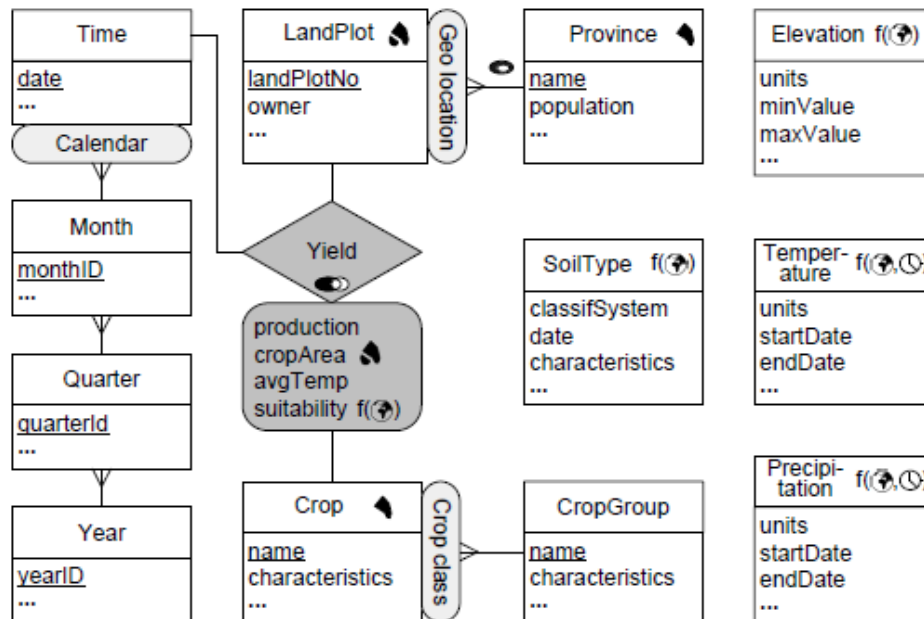 Time
date
...
Calendar
Month
monthID
...
Quarter
quarterId
...
Year
yearID
...
LandPlot
landPlotNo
owner
...
Geo location
Province
name
population
...
Elevation f( )
units
minValue
maxValue
...
Yield
production
cropArea
avgTemp
suitability f( )
SoilType f( )
classifSystem
date
characteristics
...
Temper-
ature f( , )
units
startDate
endDate
...
Crop
name
characteristics
...
Crop class
CropGroup
name
characteristics
...
Precipi-
tation f( , )
units
startDate
endDate
...